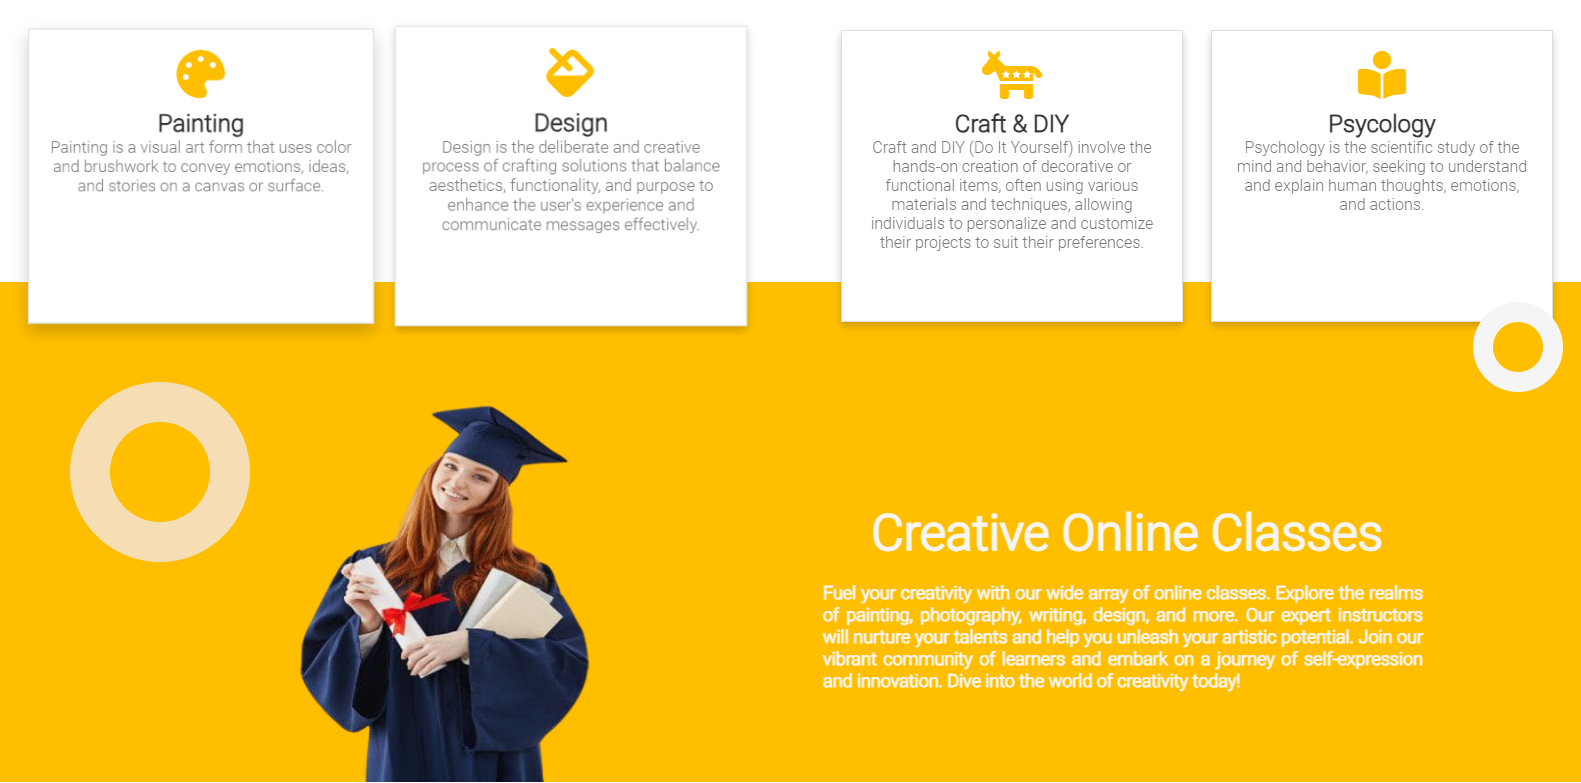 Painting
Painting is a visual art form that uses color
and brushwork to convey emotions, ideas,
and stories on a canvas or surface.
Design
Design is the deliberate and creative
process of crafting solutions that balance
aesthetics, functionality, and purpose to
enhance the user's experience and
communicate messages effectively.
Craft & DIY
Craft and DIY (Do It Yourself) involve the
hands-on creation of decorative or
functional items, often using various
materials and techniques, allowing
individuals to personalize and customize
their projects to suit their preferences.
Psycology
Psychology is the scientific study of the
mind and behavior, seeking to understand
and explain human thoughts, emotions,
and actions.
Creative Online Classes
Fuel your creativity with our wide array of online classes. Explore the realms
of painting, photography, writing, design, and more. Our expert instructors
will nurture your talents and help you unleash your artistic potential. Join our
vibrant community of learners and embark on a journey of self-expression
and innovation. Dive into the world of creativity today!